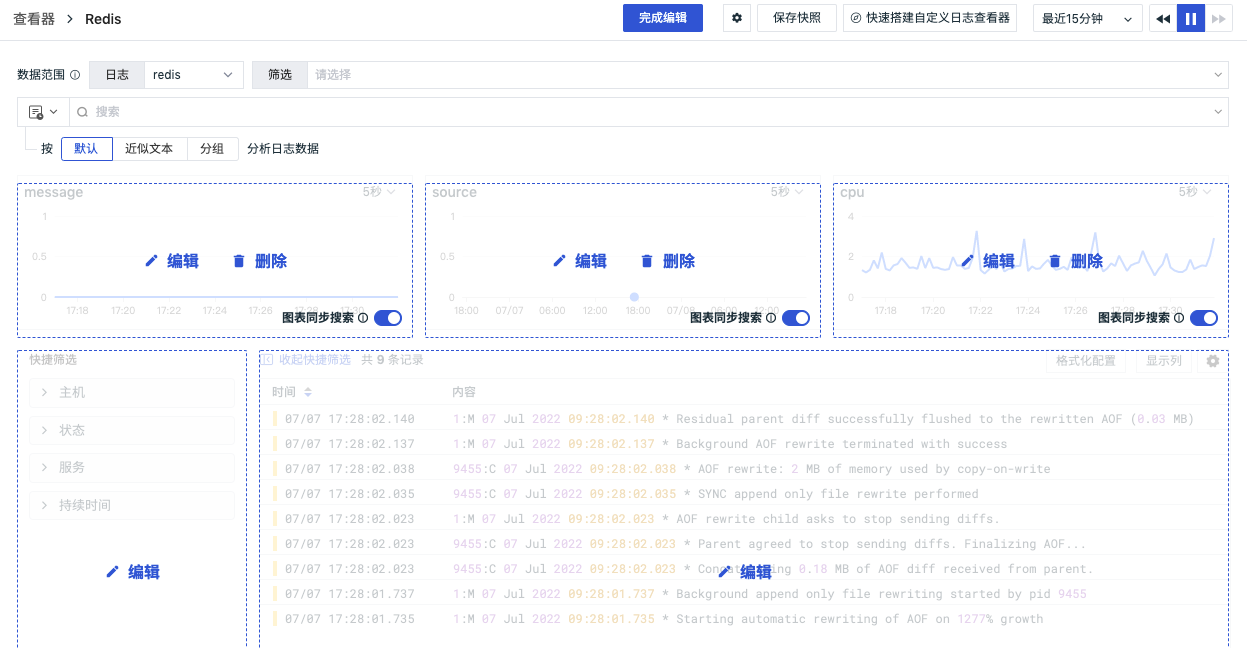 查看器 > Redis 完成编辑 保存快照 快速搭建自定义日志查看器 最近15分钟
数据范围 日志 redis 筛选 请选择
搜索
按 默认 近似文本 分组 分析日志数据
message 5秒 source 5秒 cpu 5秒
1 1 4
0.5 编辑 删除 0.5 编辑 删除 2 编辑 删除
0 0 0
17:18 17:20 17:22 17:24 17:26 18:00 07/07 06:00 12:00 18:00 17:18 17:20 17:22 17:24 17:26
图表同步搜索 图表同步搜索 图表同步搜索
快捷筛选 收起快捷筛选 共 9 条记录 格式化配置 显示列
主机 时间 内容
状态
服务
持续时间
编辑
07/07 17:28:02.140 1:M 07 Jul 2022 09:28:02.140 * Residual parent diff successfully flushed to the rewritten AOF (0.03 MB)
07/07 17:28:02.137 1:M 07 Jul 2022 09:28:02.137 * Background AOF rewrite terminated with success
07/07 17:28:02.038 9455:C 07 Jul 2022 09:28:02.038 * AOF rewrite: 2 MB of memory used by copy-on-write
07/07 17:28:02.035 9455:C 07 Jul 2022 09:28:02.035 * SYNC append only file rewrite performed
07/07 17:28:02.023 1:M 07 Jul 2022 09:28:02.023 * AOF rewrite child asks to stop sending diffs.
07/07 17:28:02.023 9455:C 07 Jul 2022 09:28:02.023 * Parent agreed to stop sending diffs. Finalizing AOF...
07/07 17:28:02.023 9455:C 07 Jul 2022 09:28:02.023 * 编辑 0.18 MB of AOF diff received from parent.
07/07 17:28:01.737 1:M 07 Jul 2022 09:28:01.737 * Background append only file rewriting started by pid 9455
07/07 17:28:01.735 1:M 07 Jul 2022 09:28:01.735 * Starting automatic rewriting of AOF on 1277% growth